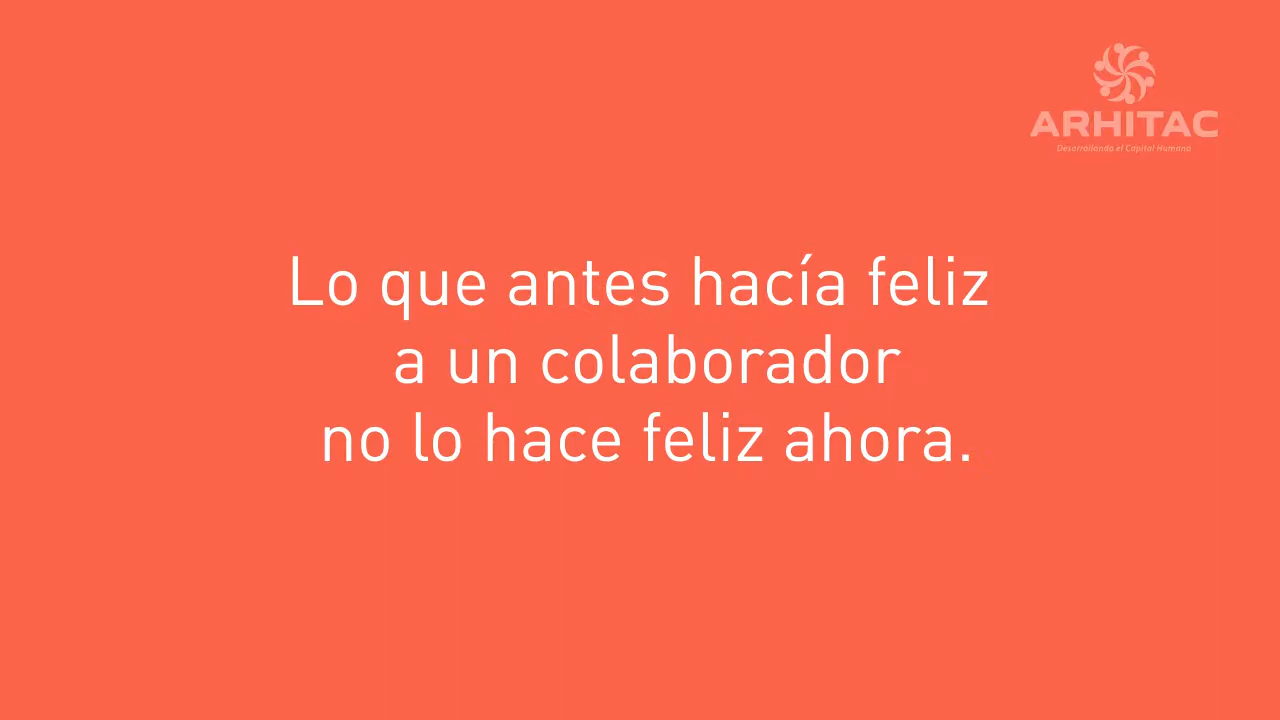 ARHITAC
Desarrollando el Capital Humano
Lo que antes hacía feliz
a un colaborador
no lo hace feliz ahora.